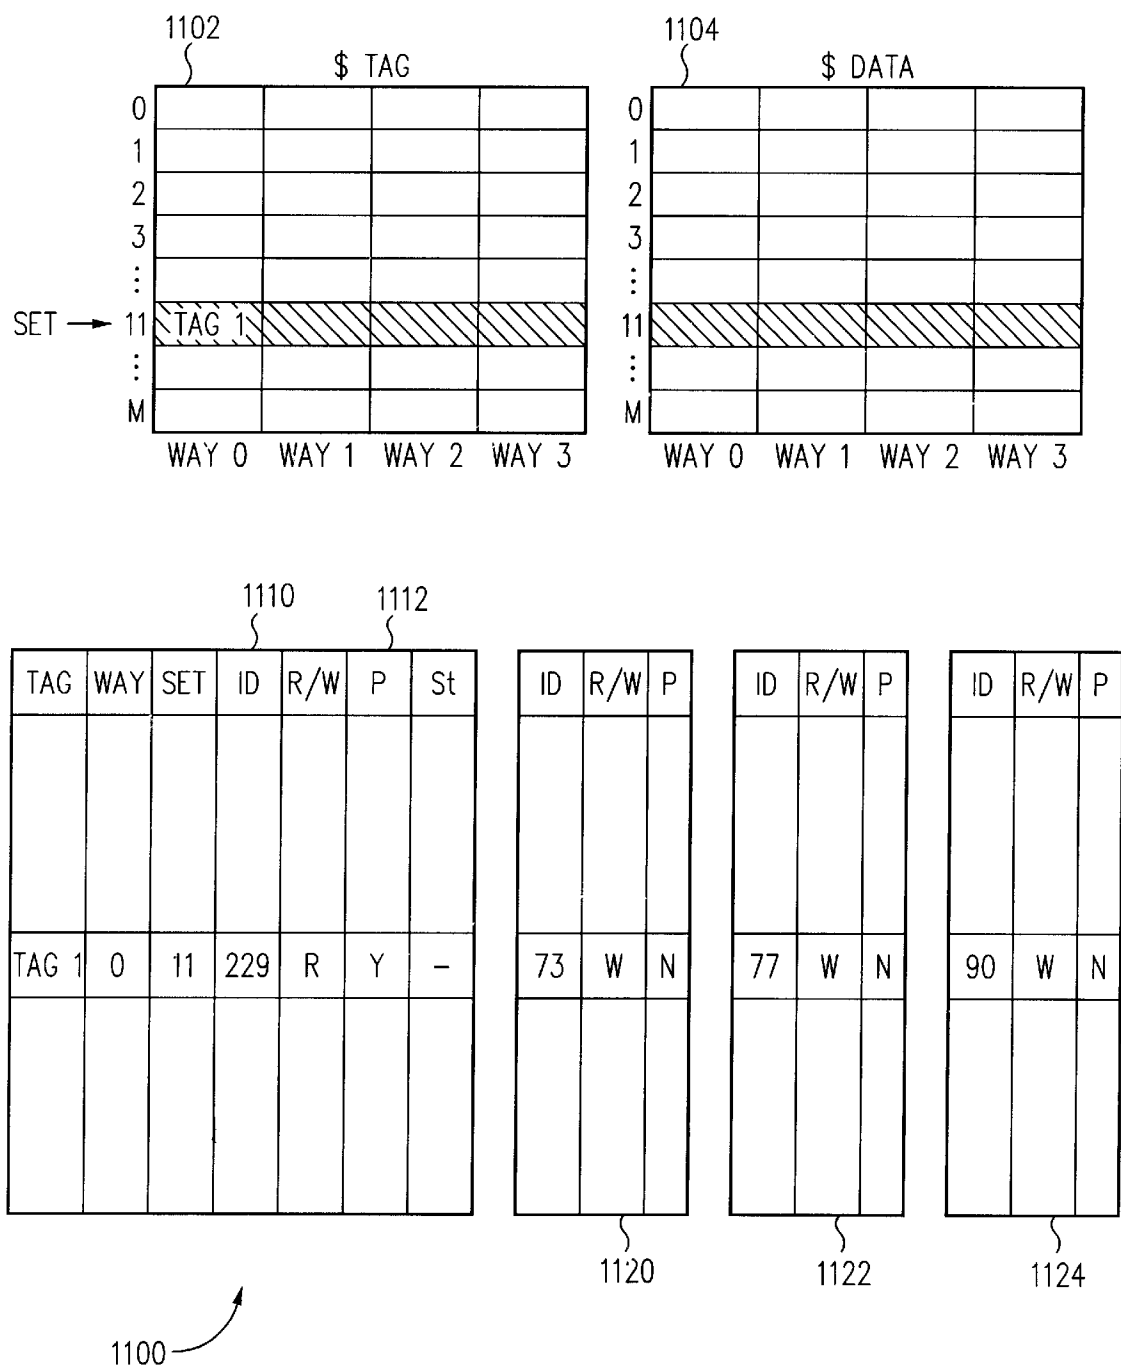 1102
1104
$ TAG
$ DATA
0
0
1
1
2
2
3
3
⋮
⋮
SET
11
TAG 1
11
⋮
⋮
M
M
WAY 0 WAY 1 WAY 2 WAY 3
WAY 0 WAY 1 WAY 2 WAY 3
1110
1112
TAG WAY SET ID R/W P St
ID R/W P
ID R/W P
ID R/W P
TAG 1 0 11 229 R Y –
73 W N
77 W N
90 W N
1120
1122
1124
1100